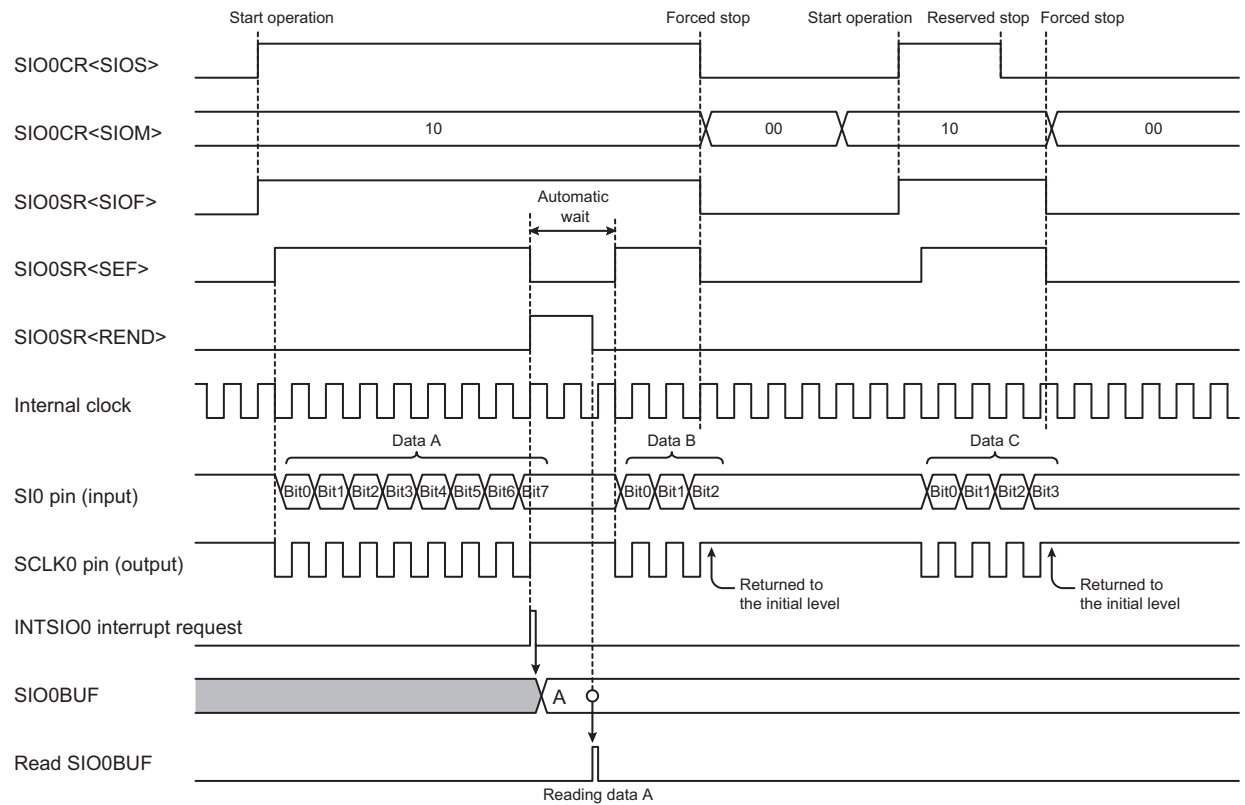 Start operation Forced stop Start operation Reserved stop Forced stop
SIO0CR<SIOS>
SIO0CR<SIOM> 10 00 10 00
SIO0SR<SIOF>
Automatic
wait
SIO0SR<SEF>
SIO0SR<REND>
Internal clock
Data A Data B Data C
SI0 pin (input) Bit0 Bit1 Bit2 Bit3 Bit4 Bit5 Bit6 Bit7 Bit0 Bit1 Bit2 Bit0 Bit1 Bit2 Bit3
SCLK0 pin (output)
Returned to
the initial level
Returned to
the initial level
INTSIO0 interrupt request
SIO0BUF A
Read SIO0BUF
Reading data A